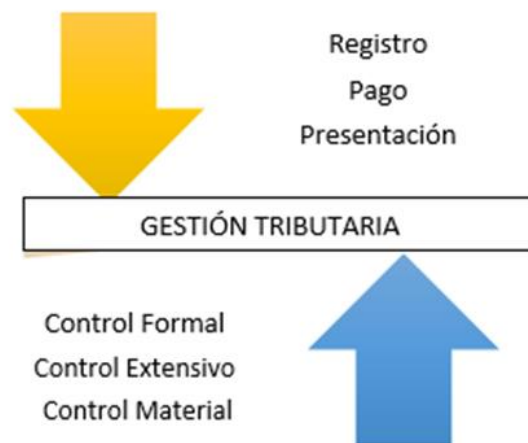 Registro
Pago
Presentación
GESTIÓN TRIBUTARIA
Control Formal
Control Extensivo
Control Material